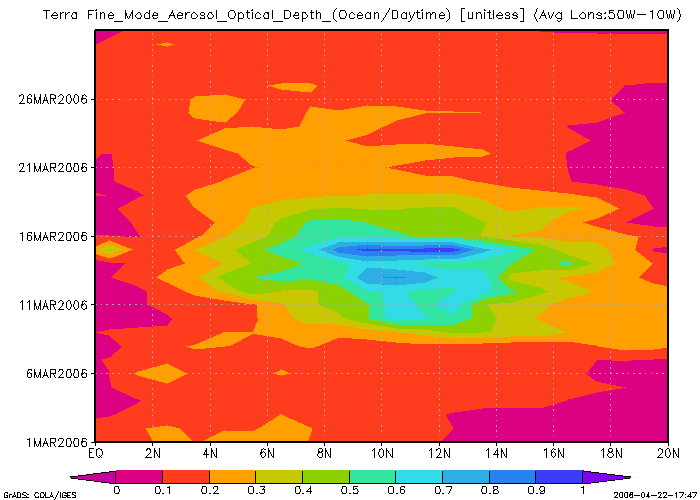 Terra Fine_Mode_Aerosol_Optical_Depth_(Ocean/Daytime) [unitless] (Avg Lons:50W-10W)
26MAR2006
21MAR2006
16MAR2006
11MAR2006
6MAR2006
1MAR2006
EQ 2N 4N 6N 8N 10N 12N 14N 16N 18N 20N
0 0.1 0.2 0.3 0.4 0.5 0.6 0.7 0.8 0.9 1
GrADS: COLA/IGES 2006-04-22-17:47